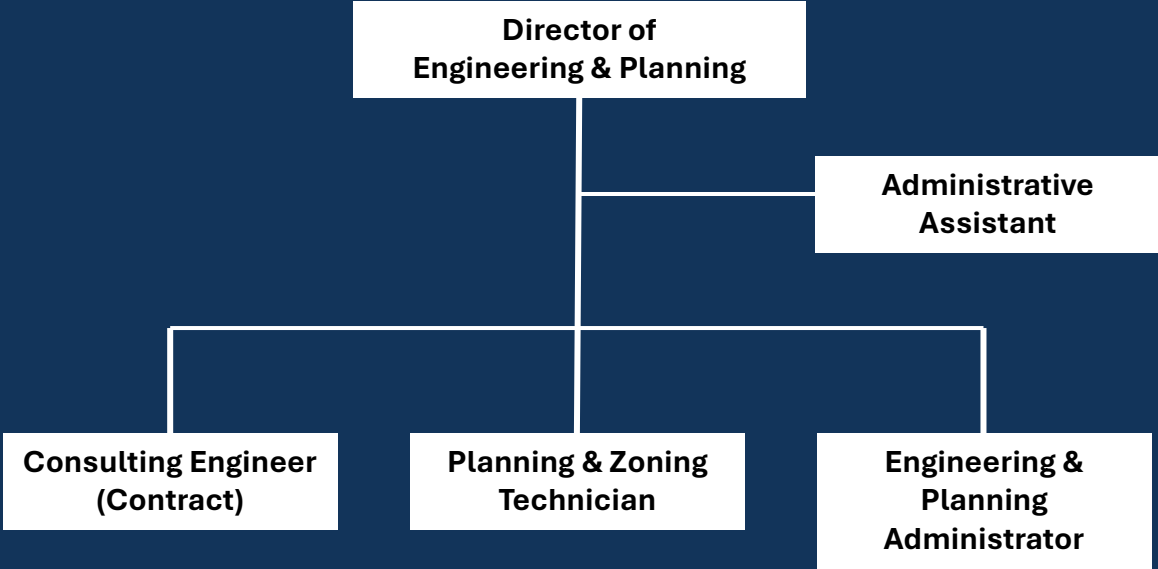 Director of
Engineering & Planning
Administrative
Assistant
Consulting Engineer
(Contract)
Planning & Zoning
Technician
Engineering &
Planning
Administrator